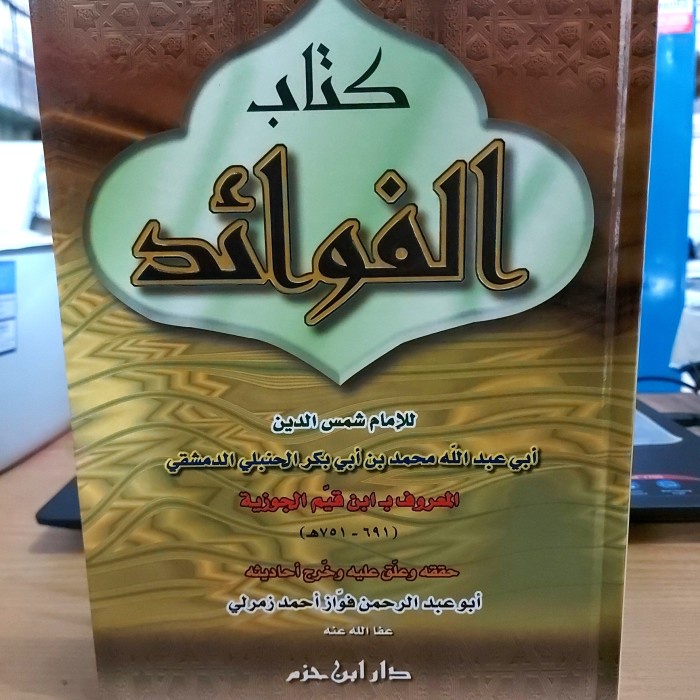 كتاب
الفوائد
للإمام شمس الدين
أبي عبد الله محمد بن أبي بكر الحنبلي الدمشقي
المعروف بـ ابن قيّم الجوزية
(٦٩١ - ٧٥١هـ)
حققه وعلّق عليه وخرّج أحاديثه
أبو عبد الرحمن فوّاز أحمد زمرلي
عفا الله عنه
دار ابن حزم